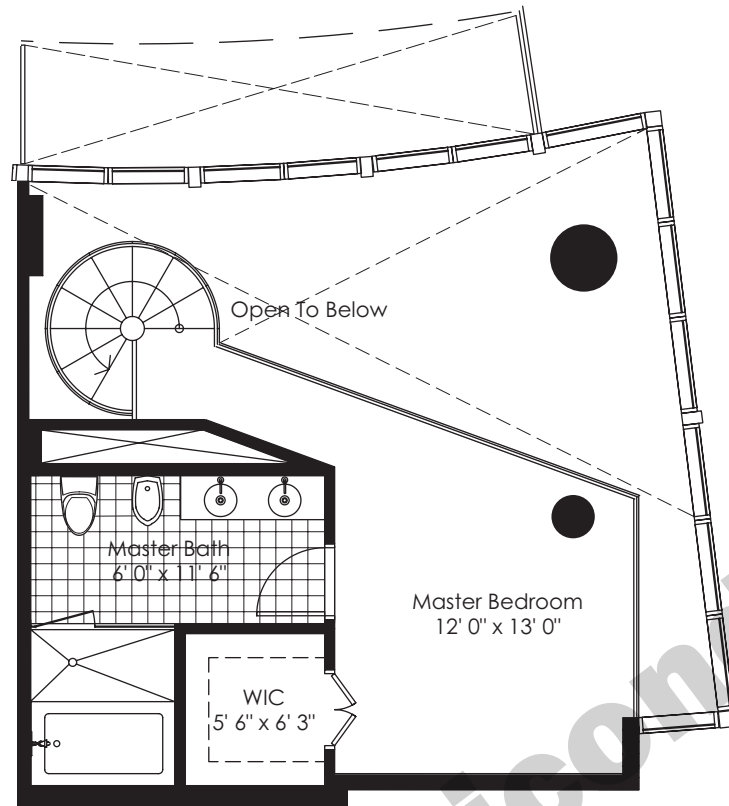 Open To Below
Master Bath
6' 0" x 11' 6"
Master Bedroom
12' 0" x 13' 0"
WIC
5' 6" x 6' 3"